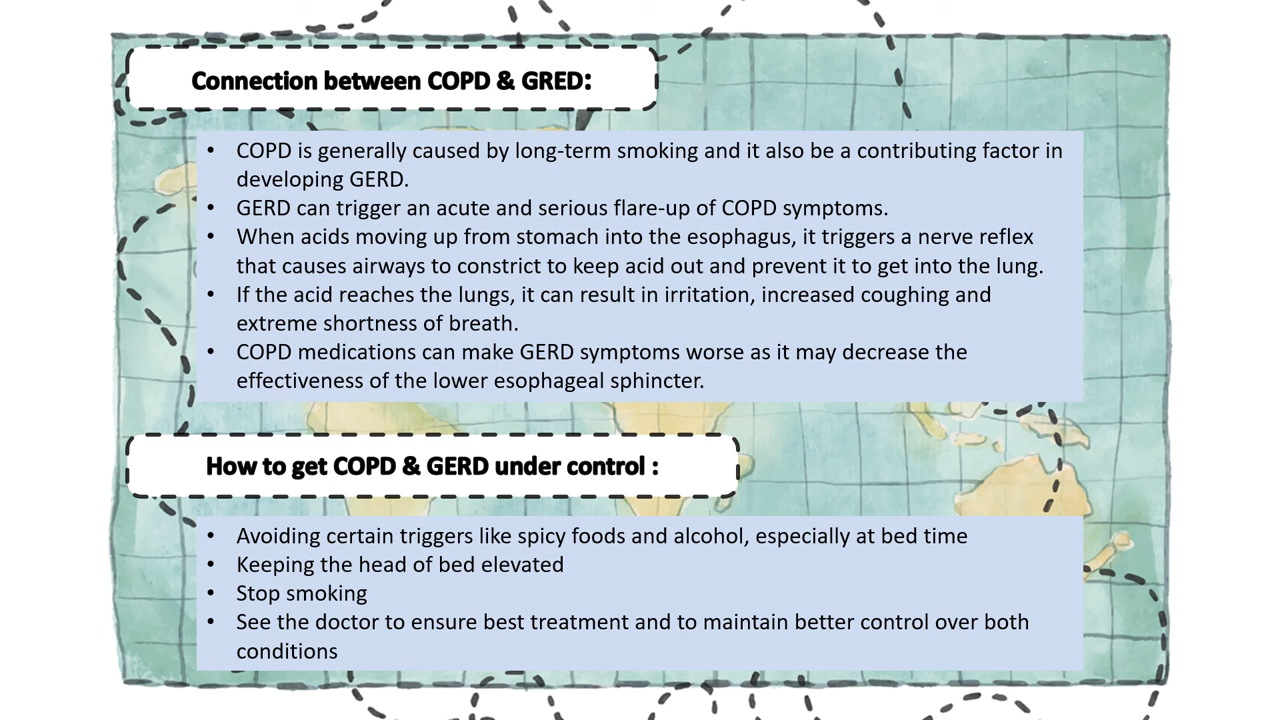 Connection between COPD & GRED:
• COPD is generally caused by long-term smoking and it also be a contributing factor in
developing GERD.
• GERD can trigger an acute and serious flare-up of COPD symptoms.
• When acids moving up from stomach into the esophagus, it triggers a nerve reflex
that causes airways to constrict to keep acid out and prevent it to get into the lung.
• If the acid reaches the lungs, it can result in irritation, increased coughing and
extreme shortness of breath.
• COPD medications can make GERD symptoms worse as it may decrease the
effectiveness of the lower esophageal sphincter.
How to get COPD & GERD under control :
• Avoiding certain triggers like spicy foods and alcohol, especially at bed time
• Keeping the head of bed elevated
• Stop smoking
• See the doctor to ensure best treatment and to maintain better control over both
conditions